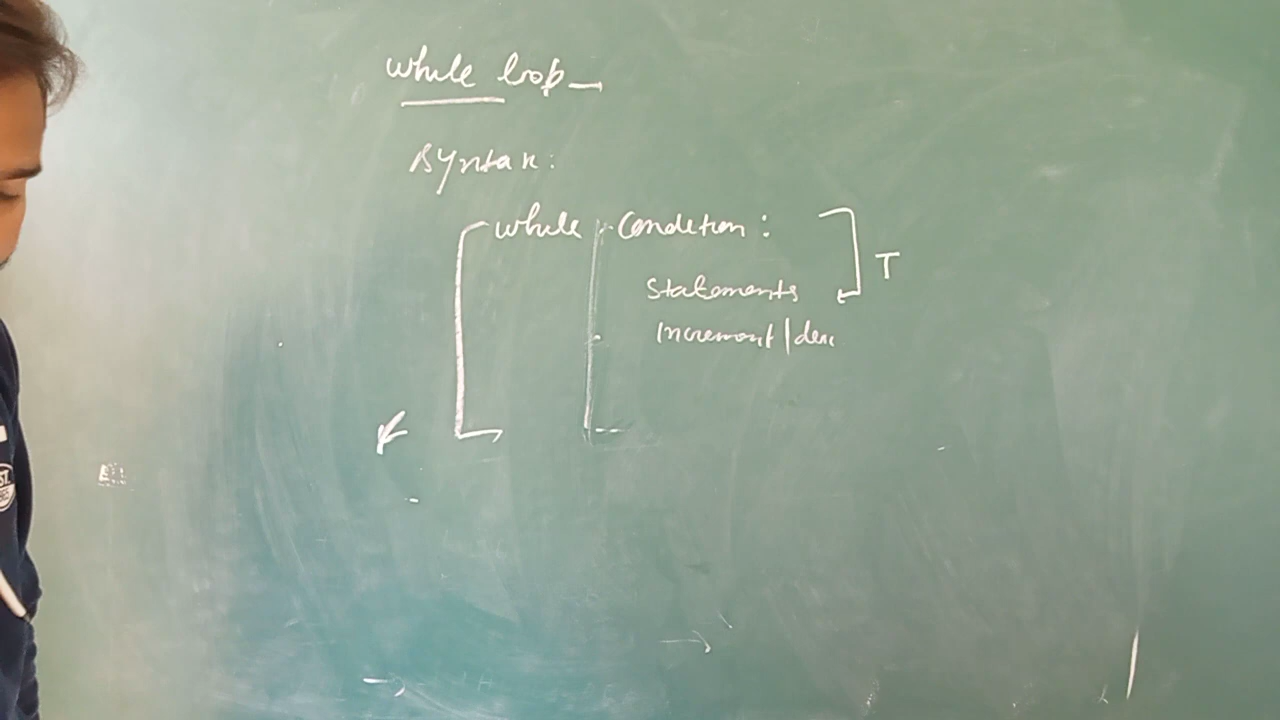 while loop
syntax:
while condition:
T
statements
Increment/dec